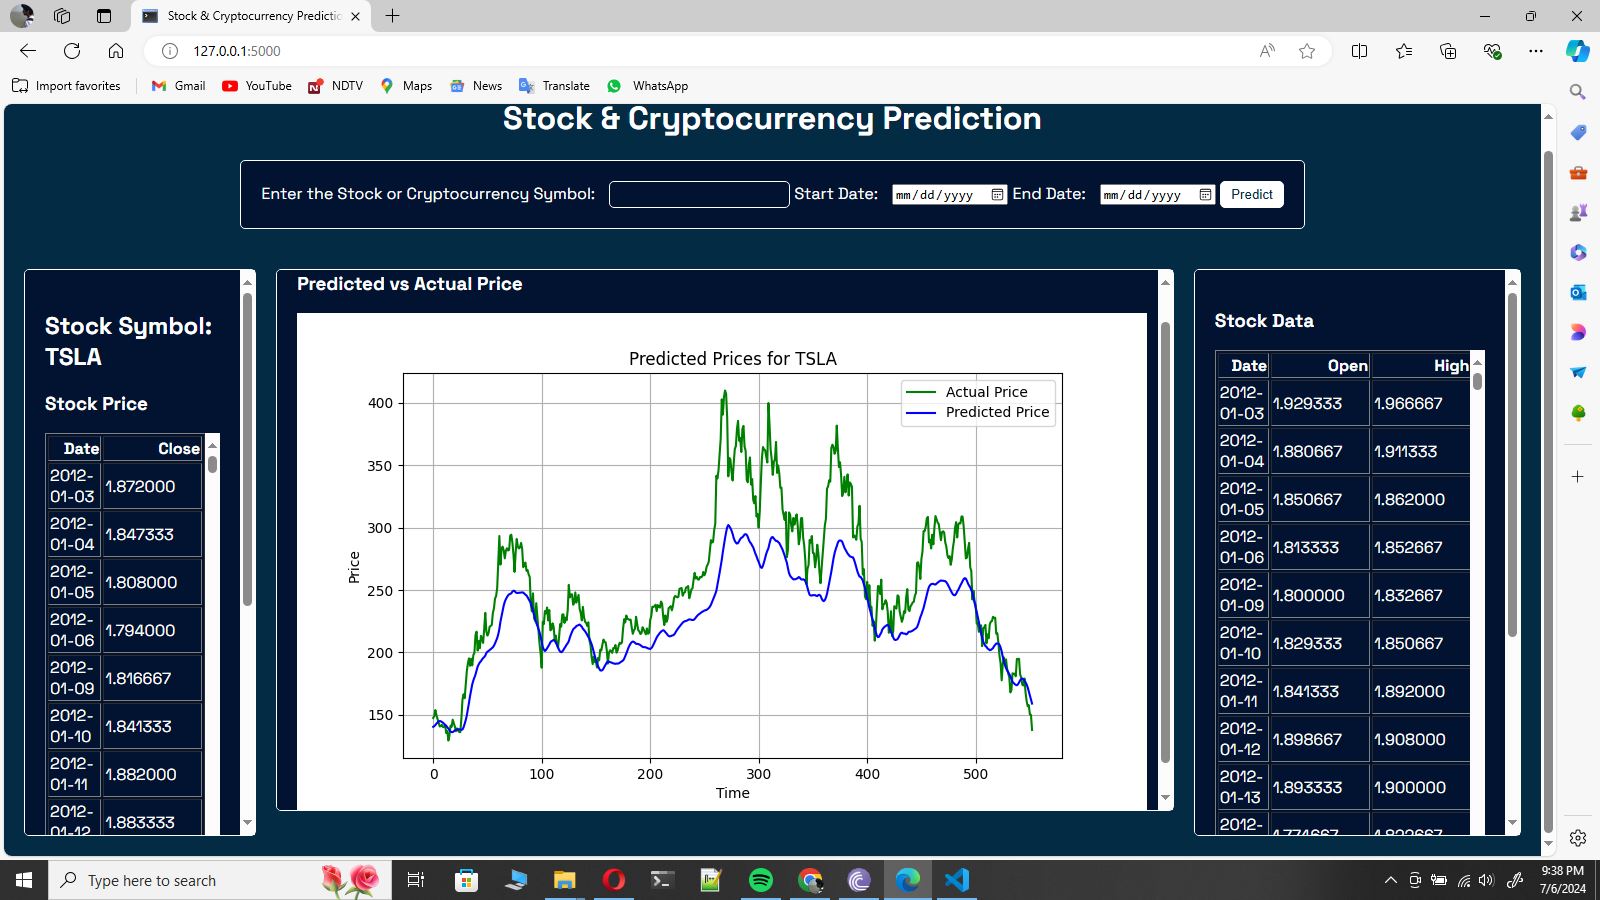 Stock & Cryptocurrency Predictic
127.0.0.1:5000
Import favorites
Gmail
YouTube
NDTV
Maps
News
Translate
WhatsApp
Stock & Cryptocurrency Prediction
Enter the Stock or Cryptocurrency Symbol: Start Date: mm/dd/yyyy End Date: mm/dd/yyyy Predict
Stock Symbol:
TSLA
Stock Price
Date Close
2012-
01-03 1.872000
2012-
01-04 1.847333
2012-
01-05 1.808000
2012-
01-06 1.794000
2012-
01-09 1.816667
2012-
01-10 1.841333
2012-
01-11 1.882000
2012-
01-12 1.883333
Predicted vs Actual Price
Predicted Prices for TSLA
Actual Price
Predicted Price
400
350
300
250
200
150
Price
0 100 200 300 400 500
Time
Stock Data
Date Open High
2012-
01-03 1.929333 1.966667
2012-
01-04 1.880667 1.911333
2012-
01-05 1.850667 1.862000
2012-
01-06 1.813333 1.852667
2012-
01-09 1.800000 1.832667
2012-
01-10 1.829333 1.850667
2012-
01-11 1.841333 1.892000
2012-
01-12 1.898667 1.908000
2012-
01-13 1.893333 1.900000
2012-
Type here to search
9:38 PM
7/6/2024